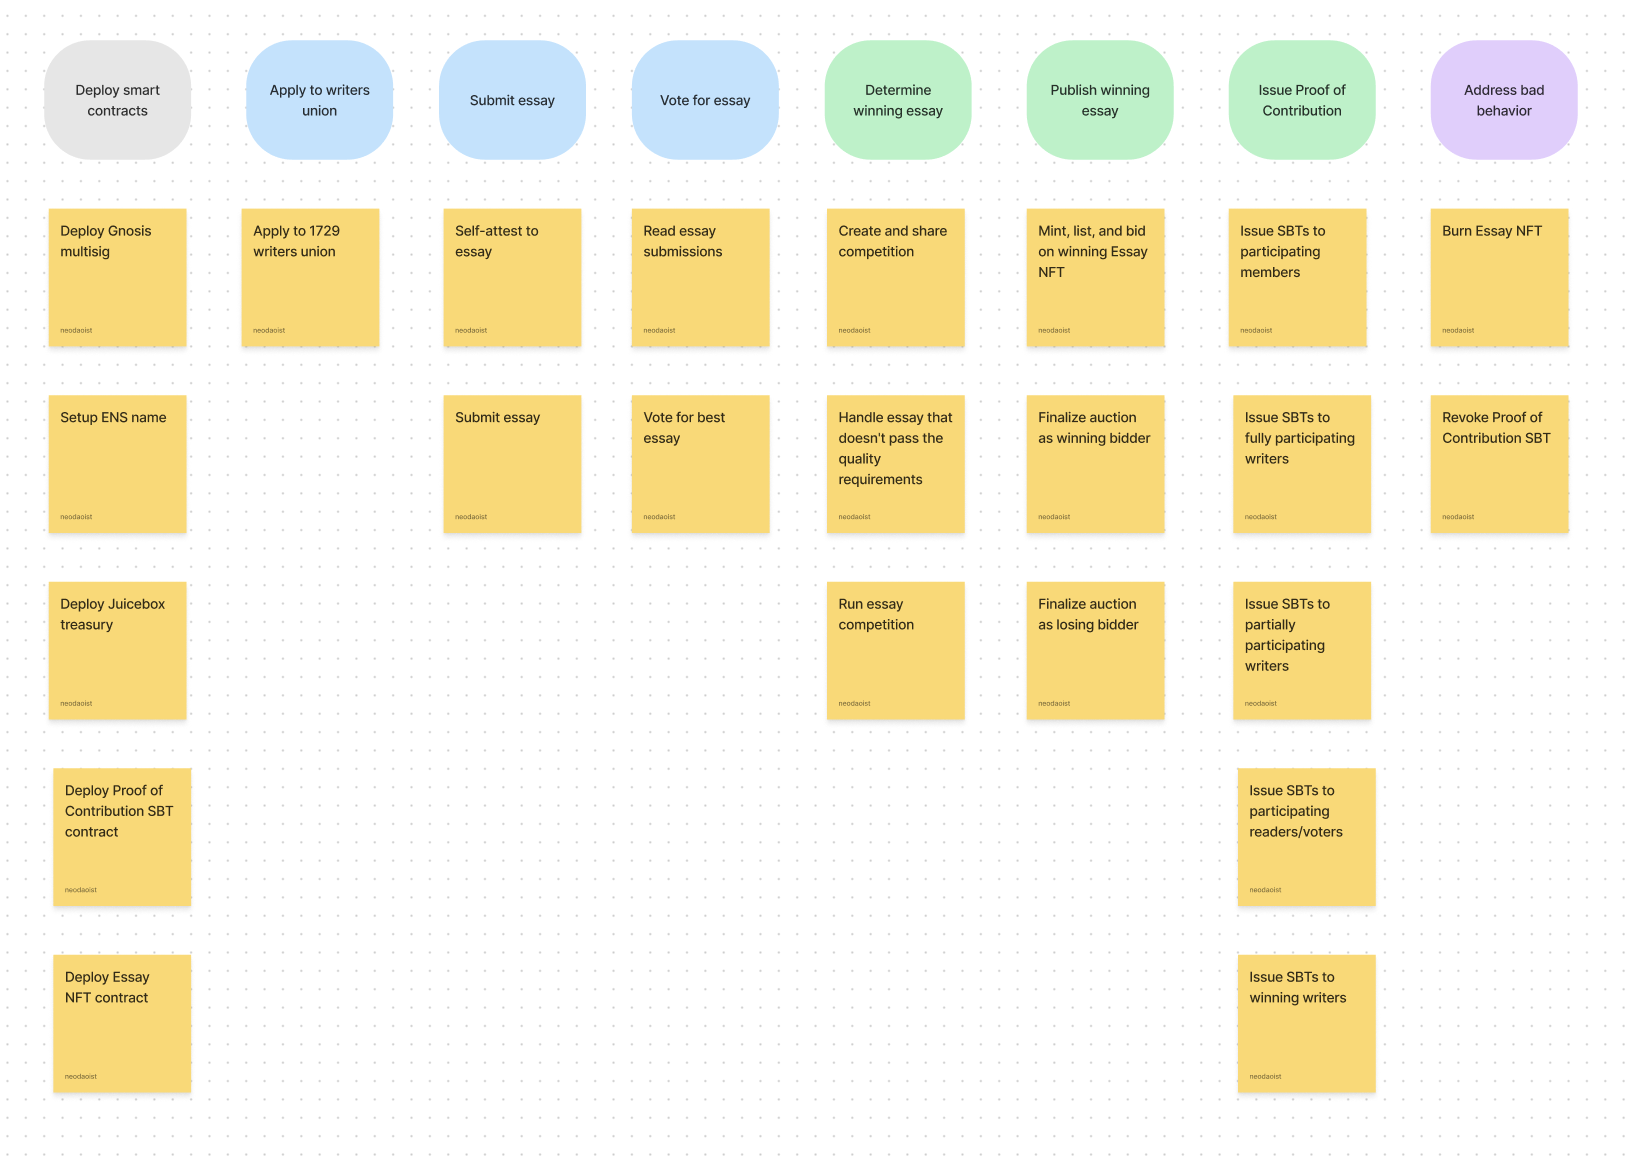 Deploy smart
contracts
Apply to writers
union
Submit essay
Vote for essay
Determine
winning essay
Publish winning
essay
Issue Proof of
Contribution
Address bad
behavior
Deploy Gnosis
multisig
neodaoist
Apply to 1729
writers union
neodaoist
Self-attest to
essay
neodaoist
Read essay
submissions
neodaoist
Create and share
competition
neodaoist
Mint, list, and bid
on winning Essay
NFT
neodaoist
Issue SBTs to
participating
members
neodaoist
Burn Essay NFT
neodaoist
Setup ENS name
neodaoist
Submit essay
neodaoist
Vote for best
essay
neodaoist
Handle essay that
doesn't pass the
quality
requirements
neodaoist
Finalize auction
as winning bidder
neodaoist
Issue SBTs to
fully participating
writers
neodaoist
Revoke Proof of
Contribution SBT
neodaoist
Deploy Juicebox
treasury
neodaoist
Run essay
competition
neodaoist
Finalize auction
as losing bidder
neodaoist
Issue SBTs to
partially
participating
writers
neodaoist
Deploy Proof of
Contribution SBT
contract
neodaoist
Issue SBTs to
participating
readers/voters
neodaoist
Deploy Essay
NFT contract
neodaoist
Issue SBTs to
winning writers
neodaoist